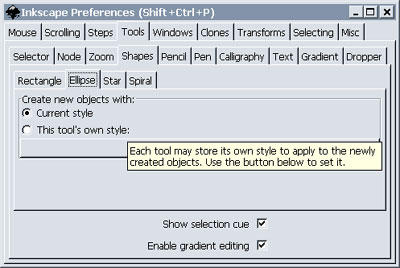 Inkscape Preferences (Shift+Ctrl+P)
Mouse Scrolling Steps Tools Windows Clones Transforms Selecting Misc
Selector Node Zoom Shapes Pencil Pen Calligraphy Text Gradient Dropper
Rectangle Ellipse Star Spiral
Create new objects with:
Current style
This tool's own style:
Each tool may store its own style to apply to the newly
created objects. Use the button below to set it.
Show selection cue
Enable gradient editing